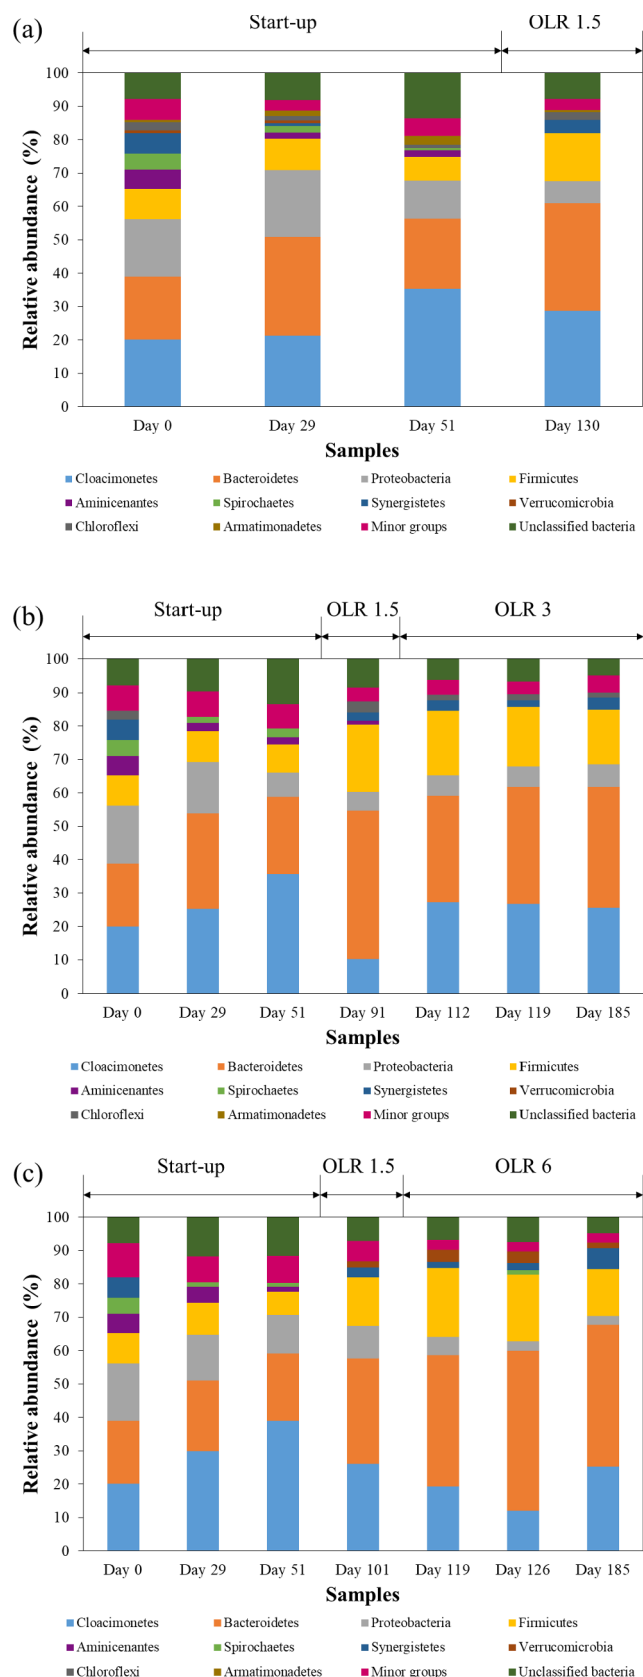 (a)
Start-up OLR 1.5
100
90
80
70
60
50
40
30
20
10
0
Relative abundance (%)
Day 0 Day 29 Day 51 Day 130
Samples
Cloacimonetes Bacteroidetes Proteobacteria Firmicutes
Aminicenantes Spirochaetes Synergistetes Verrucomicrobia
Chloroflexi Armatimonadetes Minor groups Unclassified bacteria
(b)
Start-up OLR 1.5 OLR 3
100
90
80
70
60
50
40
30
20
10
0
Relative abundance (%)
Day 0 Day 29 Day 51 Day 91 Day 112 Day 119 Day 185
Samples
Cloacimonetes Bacteroidetes Proteobacteria Firmicutes
Aminicenantes Spirochaetes Synergistetes Verrucomicrobia
Chloroflexi Armatimonadetes Minor groups Unclassified bacteria
(c)
Start-up OLR 1.5 OLR 6
100
90
80
70
60
50
40
30
20
10
0
Relative abundance (%)
Day 0 Day 29 Day 51 Day 101 Day 119 Day 126 Day 185
Samples
Cloacimonetes Bacteroidetes Proteobacteria Firmicutes
Aminicenantes Spirochaetes Synergistetes Verrucomicrobia
Chloroflexi Armatimonadetes Minor groups Unclassified bacteria